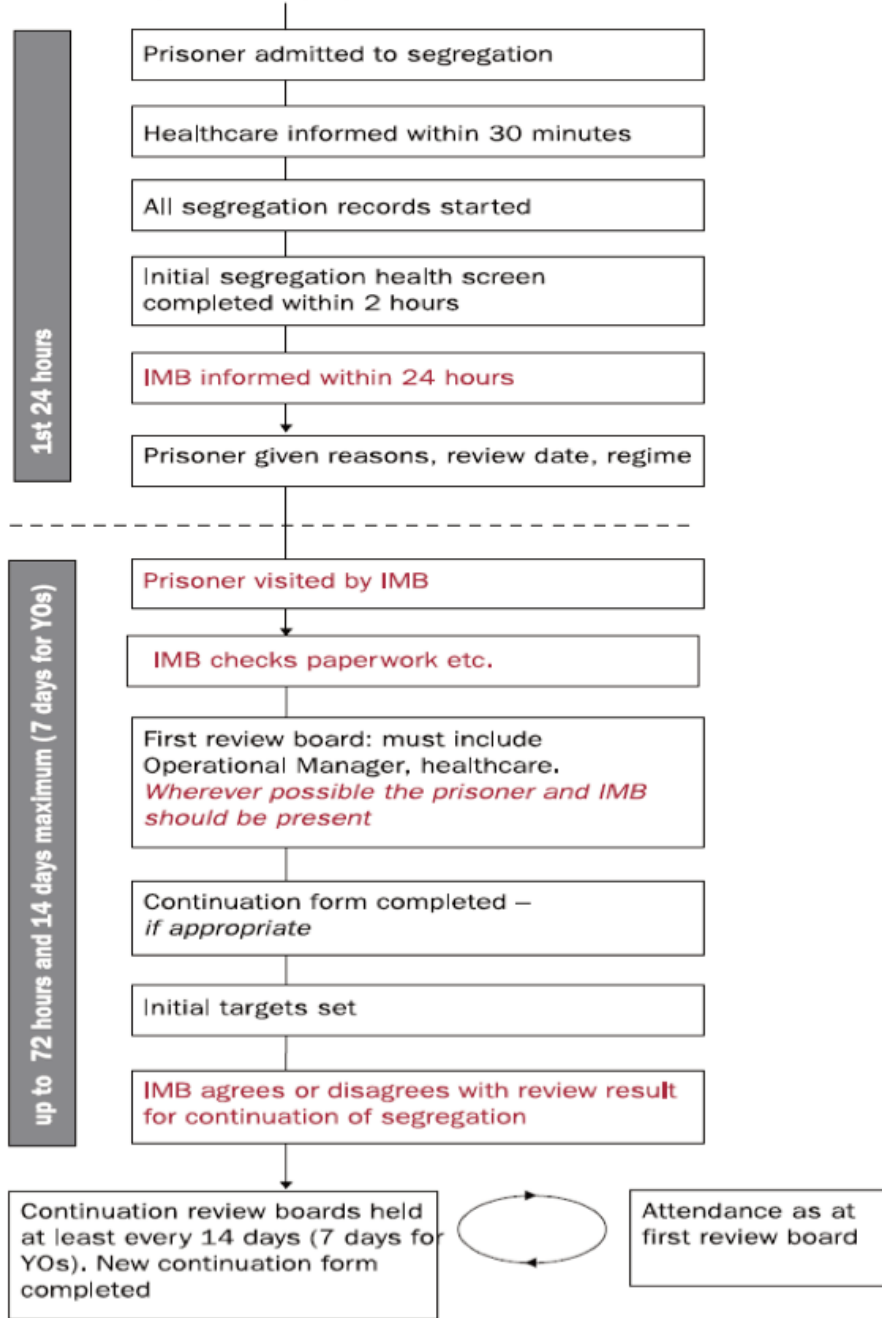 Prisoner admitted to segregation
Healthcare informed within 30 minutes
All segregation records started
Initial segregation health screen
completed within 2 hours
IMB informed within 24 hours
Prisoner given reasons, review date, regime
1st 24 hours
Prisoner visited by IMB
IMB checks paperwork etc.
First review board: must include
Operational Manager, healthcare.
Wherever possible the prisoner and IMB
should be present
Continuation form completed –
if appropriate
Initial targets set
IMB agrees or disagrees with review result
for continuation of segregation
up to 72 hours and 14 days maximum (7 days for YOs)
Continuation review boards held
at least every 14 days (7 days for
YOs). New continuation form
completed
Attendance as at
first review board